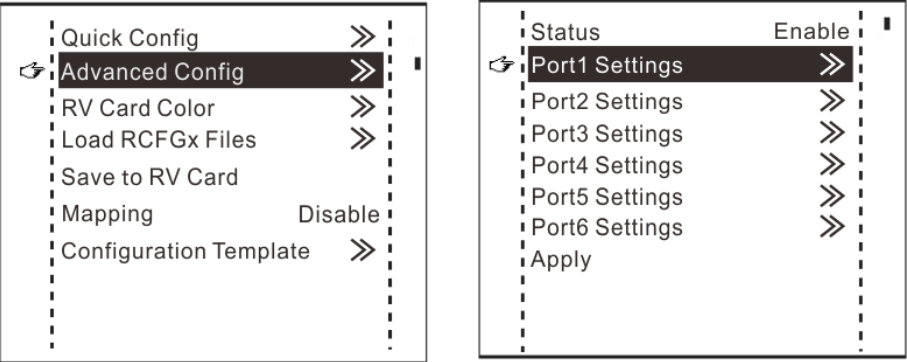 Quick Config
Advanced Config
RV Card Color
Load RCFGx Files
Save to RV Card
Mapping Disable
Configuration Template
Status Enable
Port1 Settings
Port2 Settings
Port3 Settings
Port4 Settings
Port5 Settings
Port6 Settings
Apply